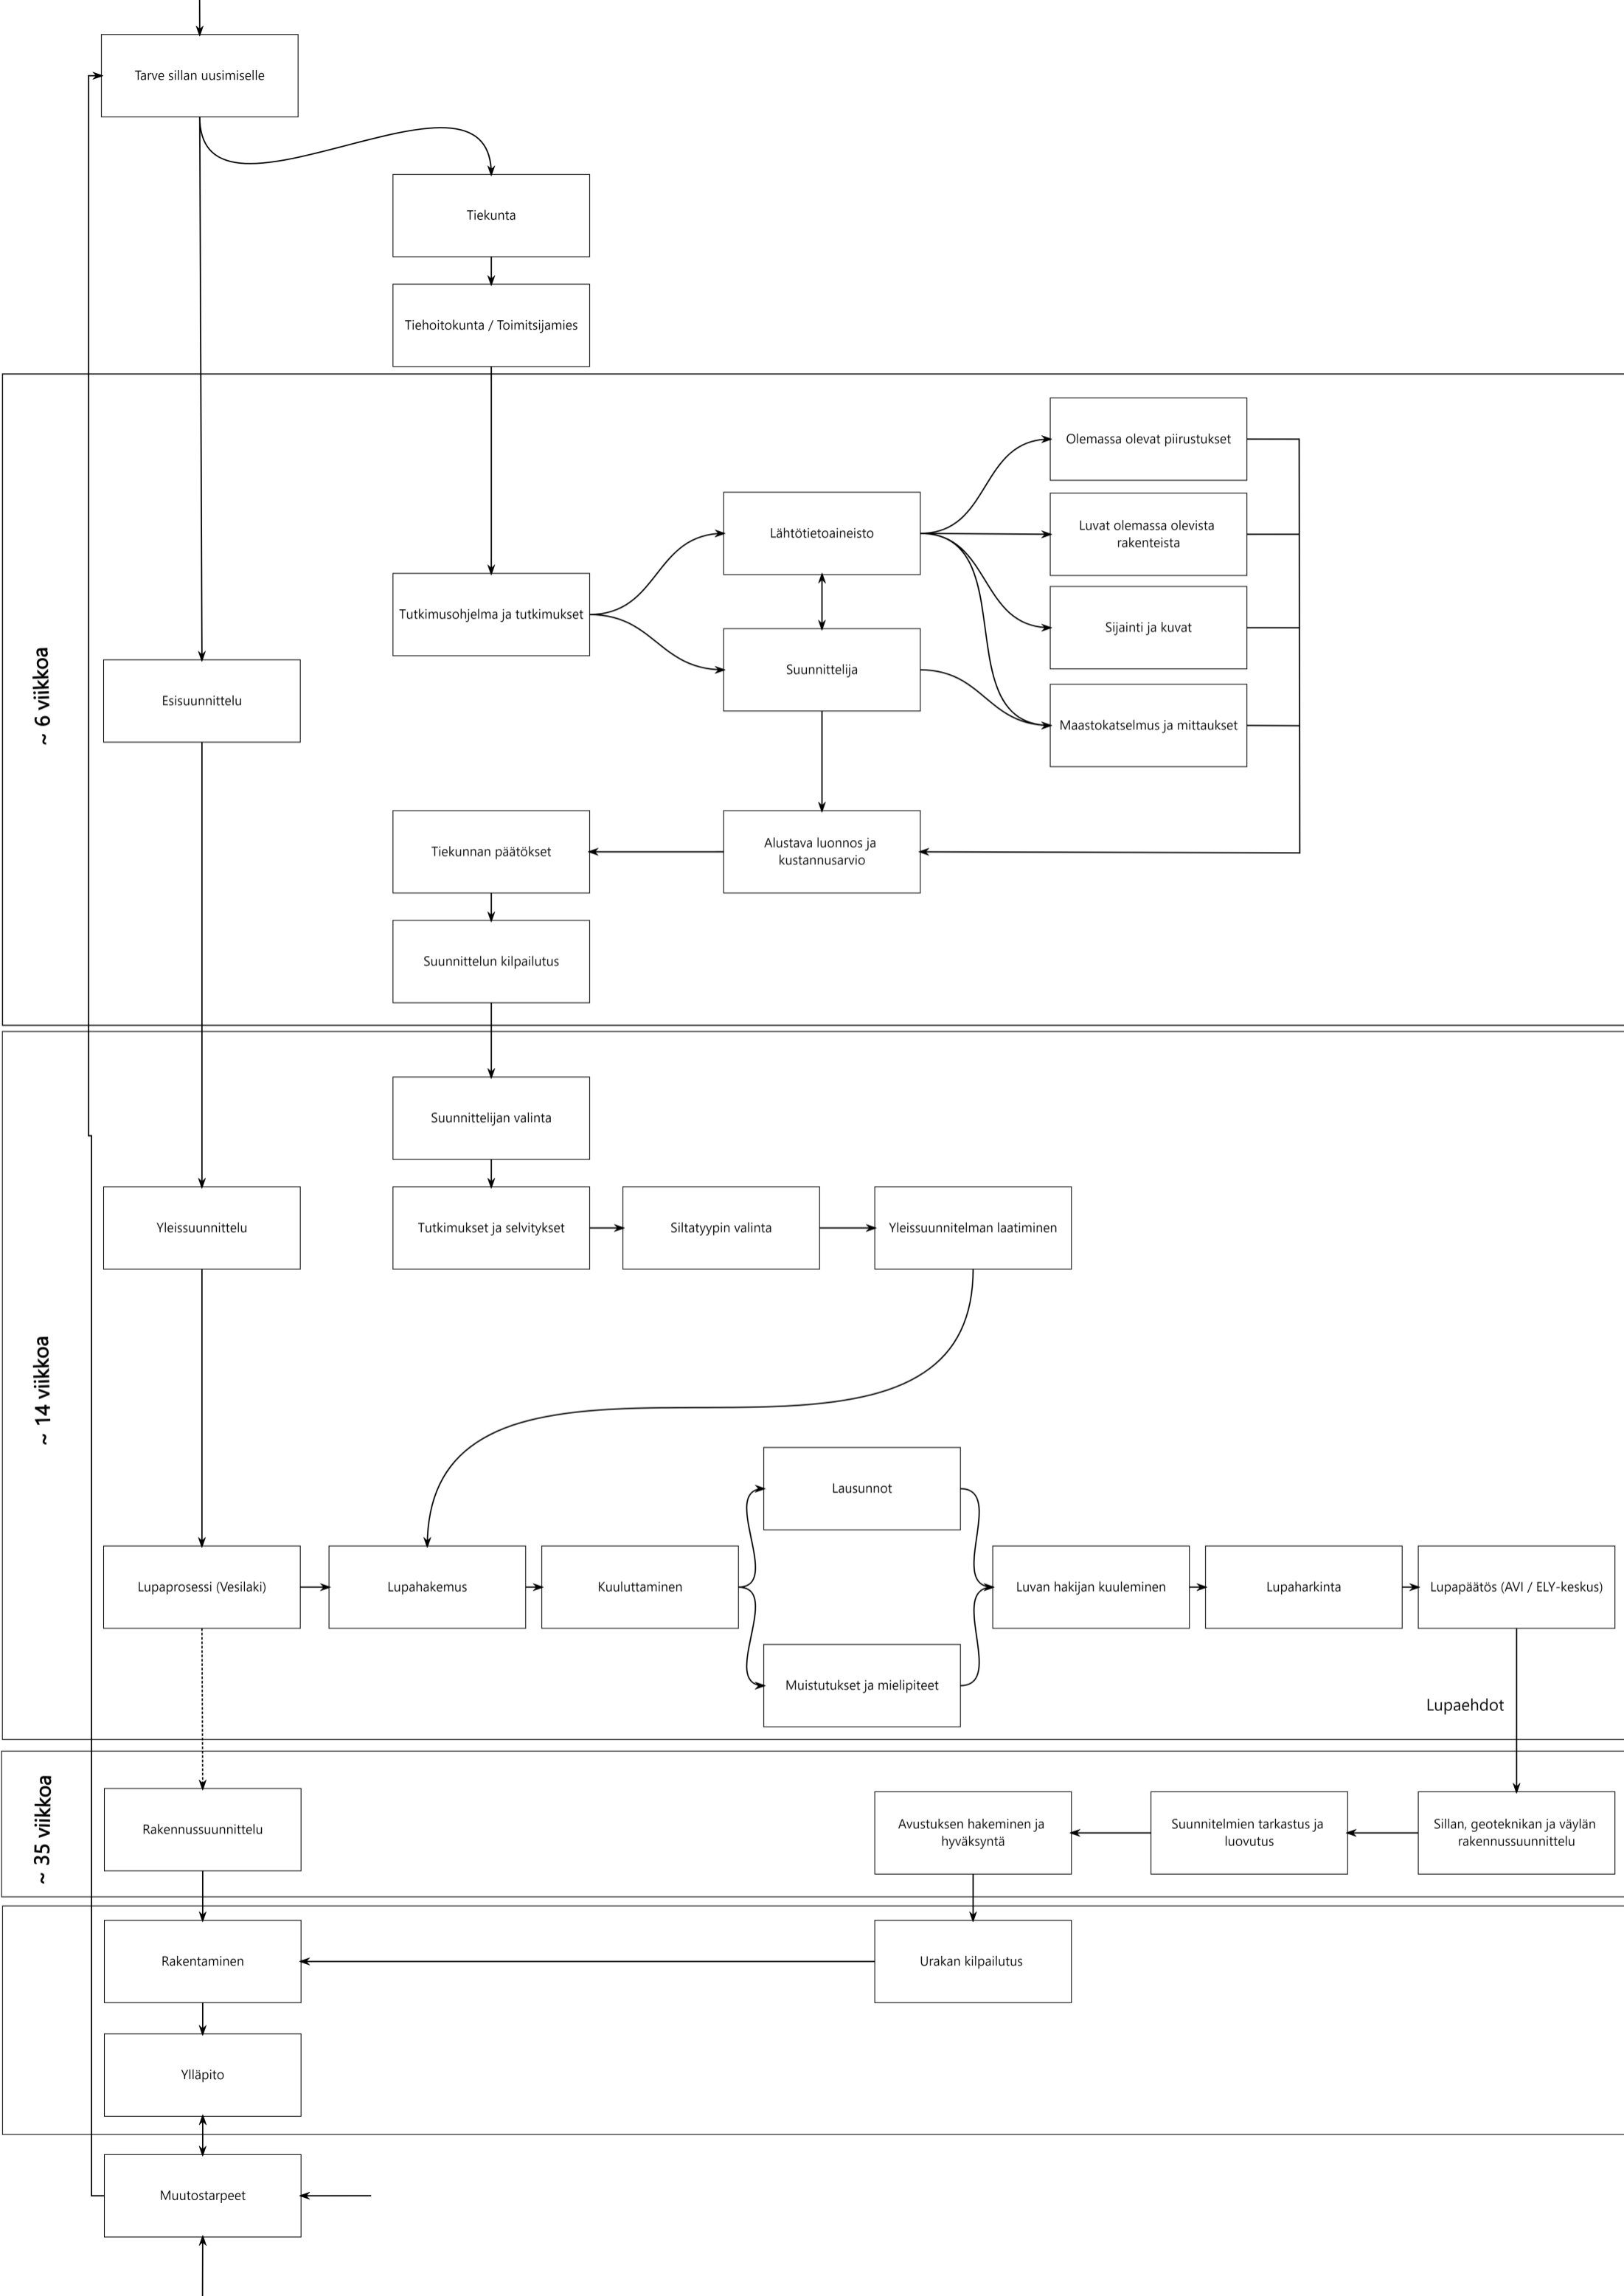 Tarve sillan uusimiselle
Tiekunta
Tiehoitokunta / Toimitsijamies
~ 6 viikkoa
Olemassa olevat piirustukset
Lähtötietoaineisto
Luvat olemassa olevista
rakenteista
Tutkimusohjelma ja tutkimukset
Sijainti ja kuvat
Suunnittelija
Esisuunnittelu
Maastokatselmus ja mittaukset
Tiekunnan päätökset
Alustava luonnos ja
kustannusarvio
Suunnittelun kilpailutus
~ 14 viikkoa
Suunnittelijan valinta
Yleissuunnittelu
Tutkimukset ja selvitykset
Siltatyypin valinta
Yleissuunnitelman laatiminen
Lausunnot
Lupaprosessi (Vesilaki)
Lupahakemus
Kuuluttaminen
Luvan hakijan kuuleminen
Lupaharkinta
Lupapäätös (AVI / ELY-keskus)
Muistutukset ja mielipiteet
Lupaehdot
~ 35 viikkoa
Rakennussuunnittelu
Avustuksen hakeminen ja
hyväksyntä
Suunnitelmien tarkastus ja
luovutus
Sillan, geoteknikan ja väylän
rakennussuunnittelu
Rakentaminen
Urakan kilpailutus
Ylläpito
Muutostarpeet